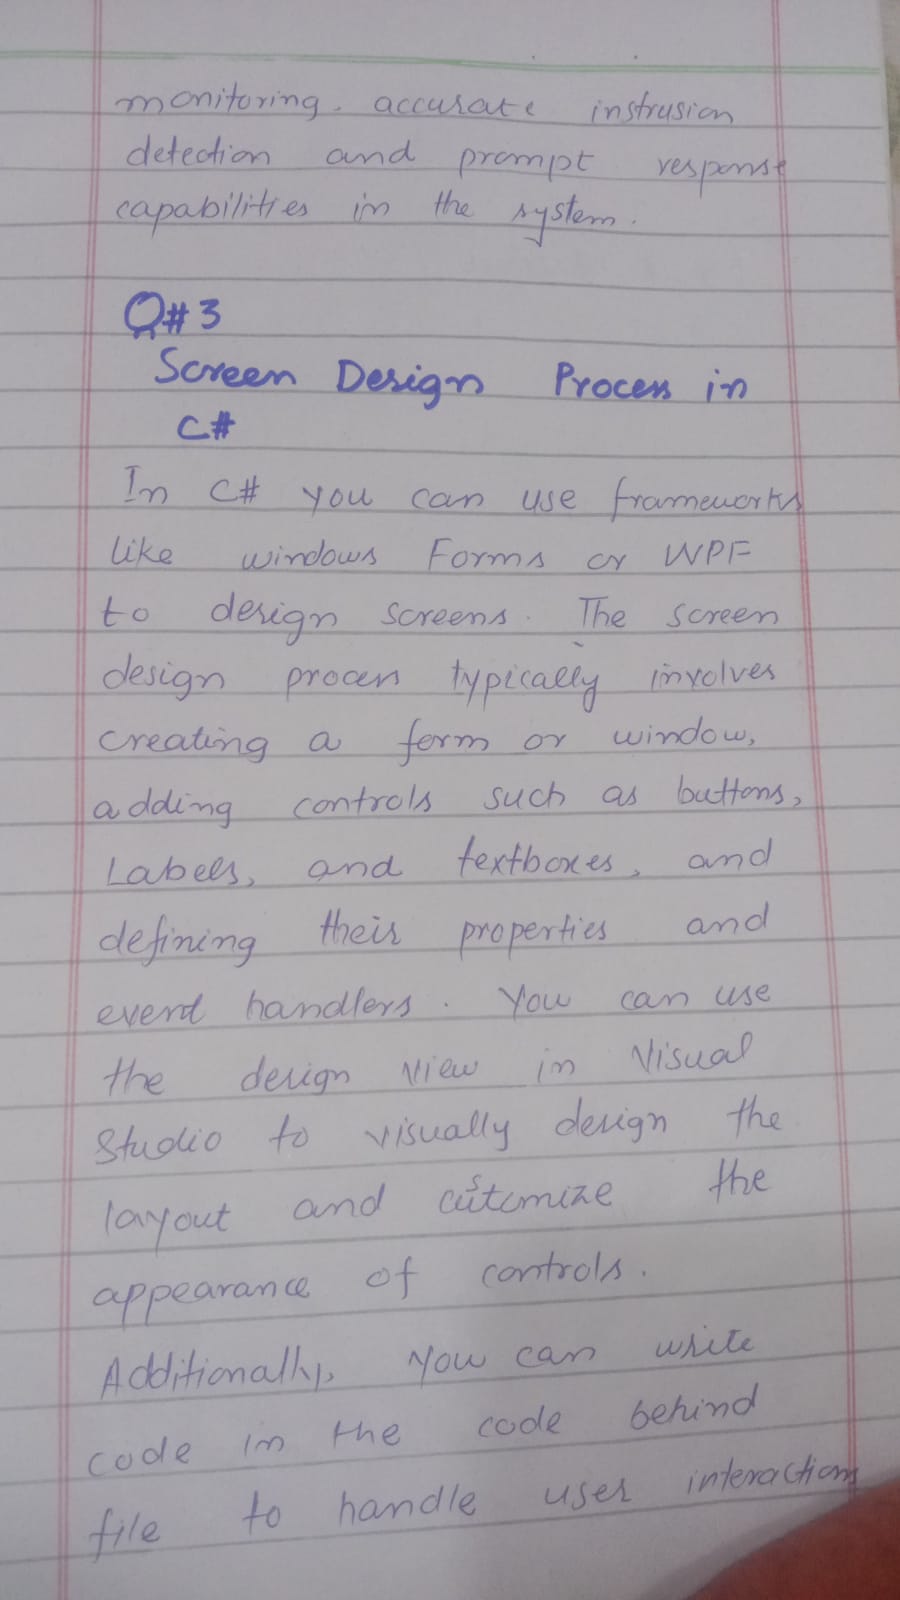 monitoring. accurate instrusion
detection and prompt response
capabilities in the system.
Q#3
Screen Design Process in
C#
In C# you can use frameworks
like windows Forms or WPF
to design screens. The screen
design process typically involves
creating a form or window,
adding controls such as buttons,
Labels, and textboxes, and
defining their properties and
event handlers. You can use
the design view in Visual
Studio to visually design the
layout and customize the
appearance of controls.
Additionally, you can write
code in the code behind
file to handle user interactions